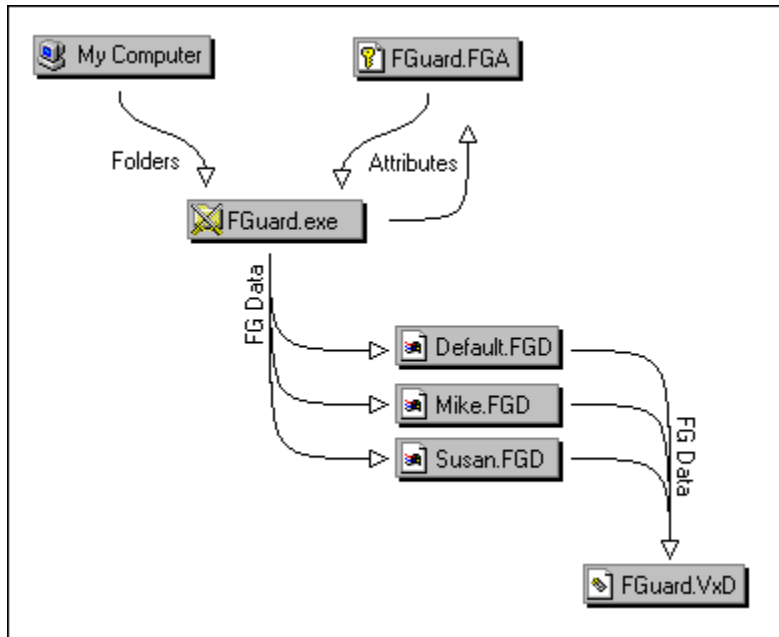 My Computer
FGuard.FGA
Folders
Attributes
FGuard.exe
FG Data
Default.FGD
Mike.FGD
Susan.FGD
FG Data
FGuard.VxD